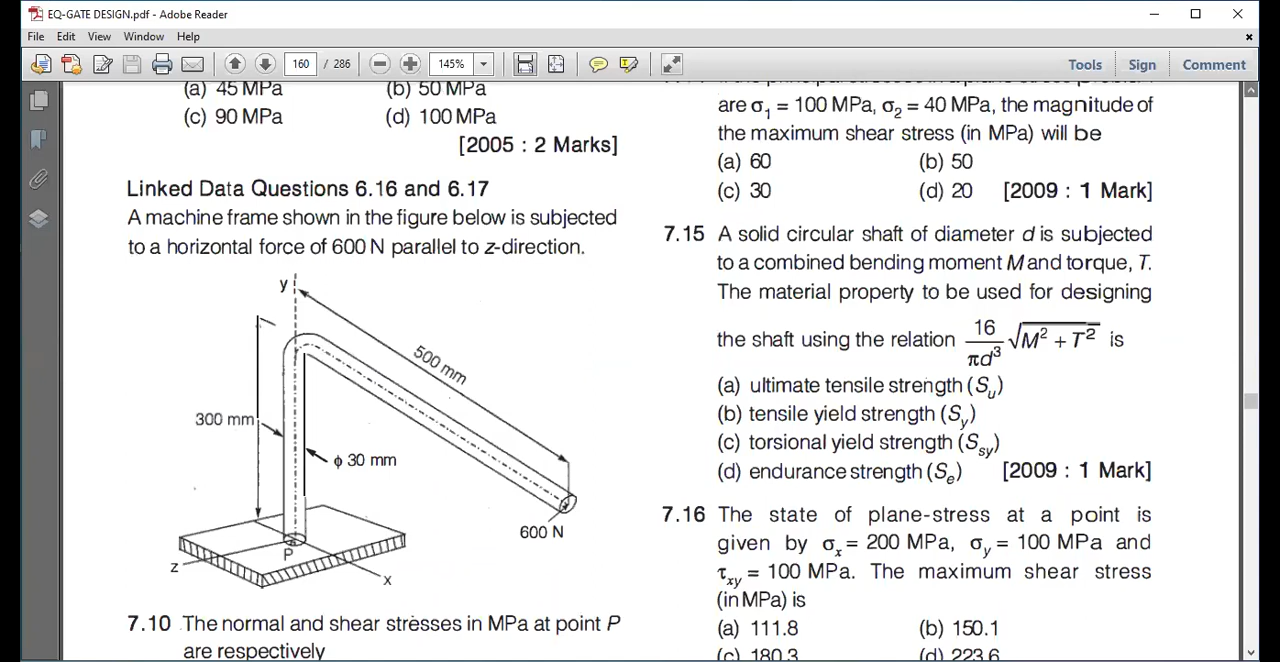 EQ-GATE DESIGN.pdf - Adobe Reader
File Edit View Window Help
160 / 286 145% Tools Sign Comment
(a) 45 MPa (b) 50 MPa
(c) 90 MPa (d) 100 MPa
[2005 : 2 Marks]
Linked Data Questions 6.16 and 6.17
A machine frame shown in the figure below is subjected
to a horizontal force of 600 N parallel to z-direction.
y
500 mm
300 mm
ϕ 30 mm
600 N
P
z
x
7.10 The normal and shear stresses in MPa at point P
are respectively
are σ₁ = 100 MPa, σ₂ = 40 MPa, the magnitude of
the maximum shear stress (in MPa) will be
(a) 60 (b) 50
(c) 30 (d) 20 [2009 : 1 Mark]
7.15 A solid circular shaft of diameter d is subjected
to a combined bending moment M and torque, T.
The material property to be used for designing
the shaft using the relation 16/πd³ √M² + T² is
(a) ultimate tensile strength (Sᵤ)
(b) tensile yield strength (S_y)
(c) torsional yield strength (S_sy)
(d) endurance strength (Sₑ) [2009 : 1 Mark]
7.16 The state of plane-stress at a point is
given by σₓ = 200 MPa, σ_y = 100 MPa and
τ_xy = 100 MPa. The maximum shear stress
(in MPa) is
(a) 111.8 (b) 150.1
(c) 180.3 (d) 223.6